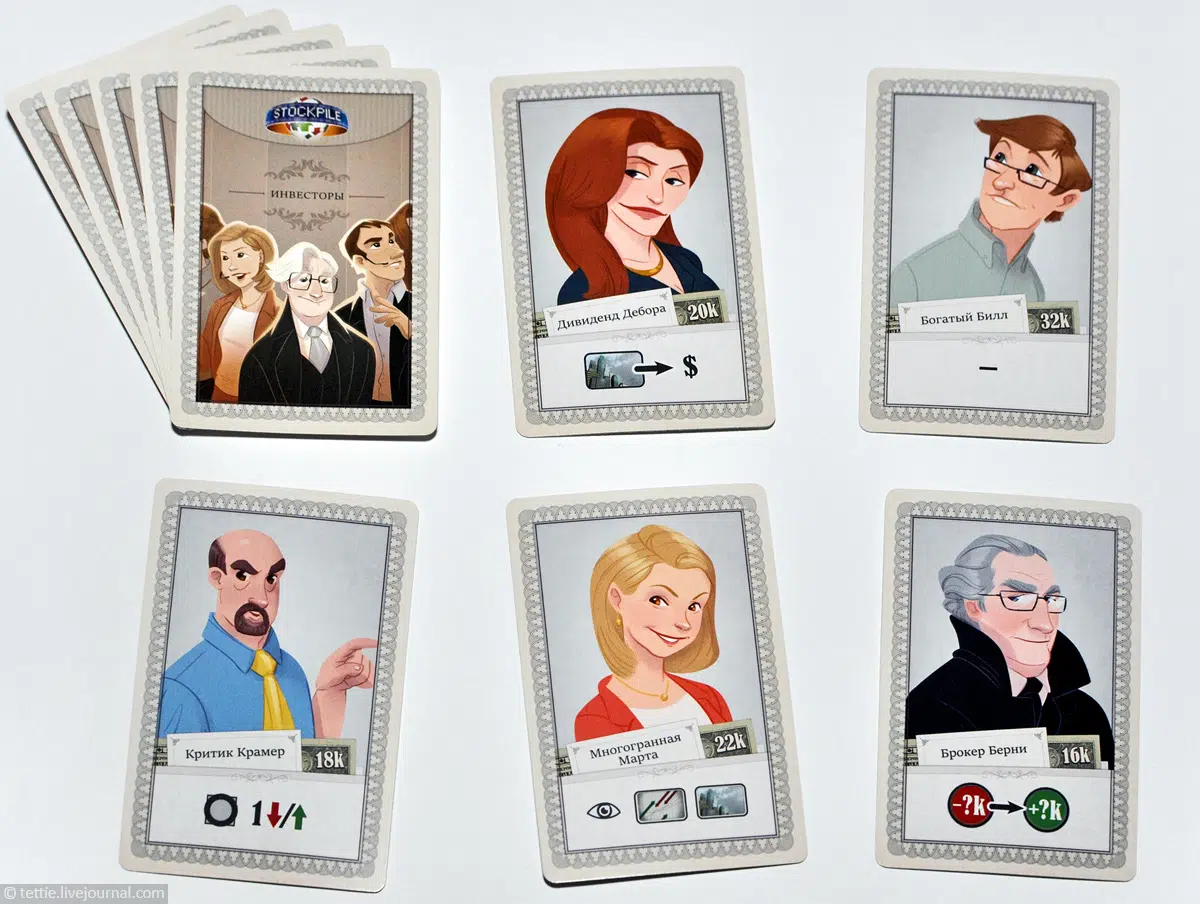 STOCKPILE
ИНВЕСТОРЫ
Дивиденд Дебора
20k
$
Богатый Билл
32k
–
Критик Крамер
18k
1 /
Многогранная
Марта
22k
Брокер Берни
16k
-?k
+?k
© tettie.livejournal.com